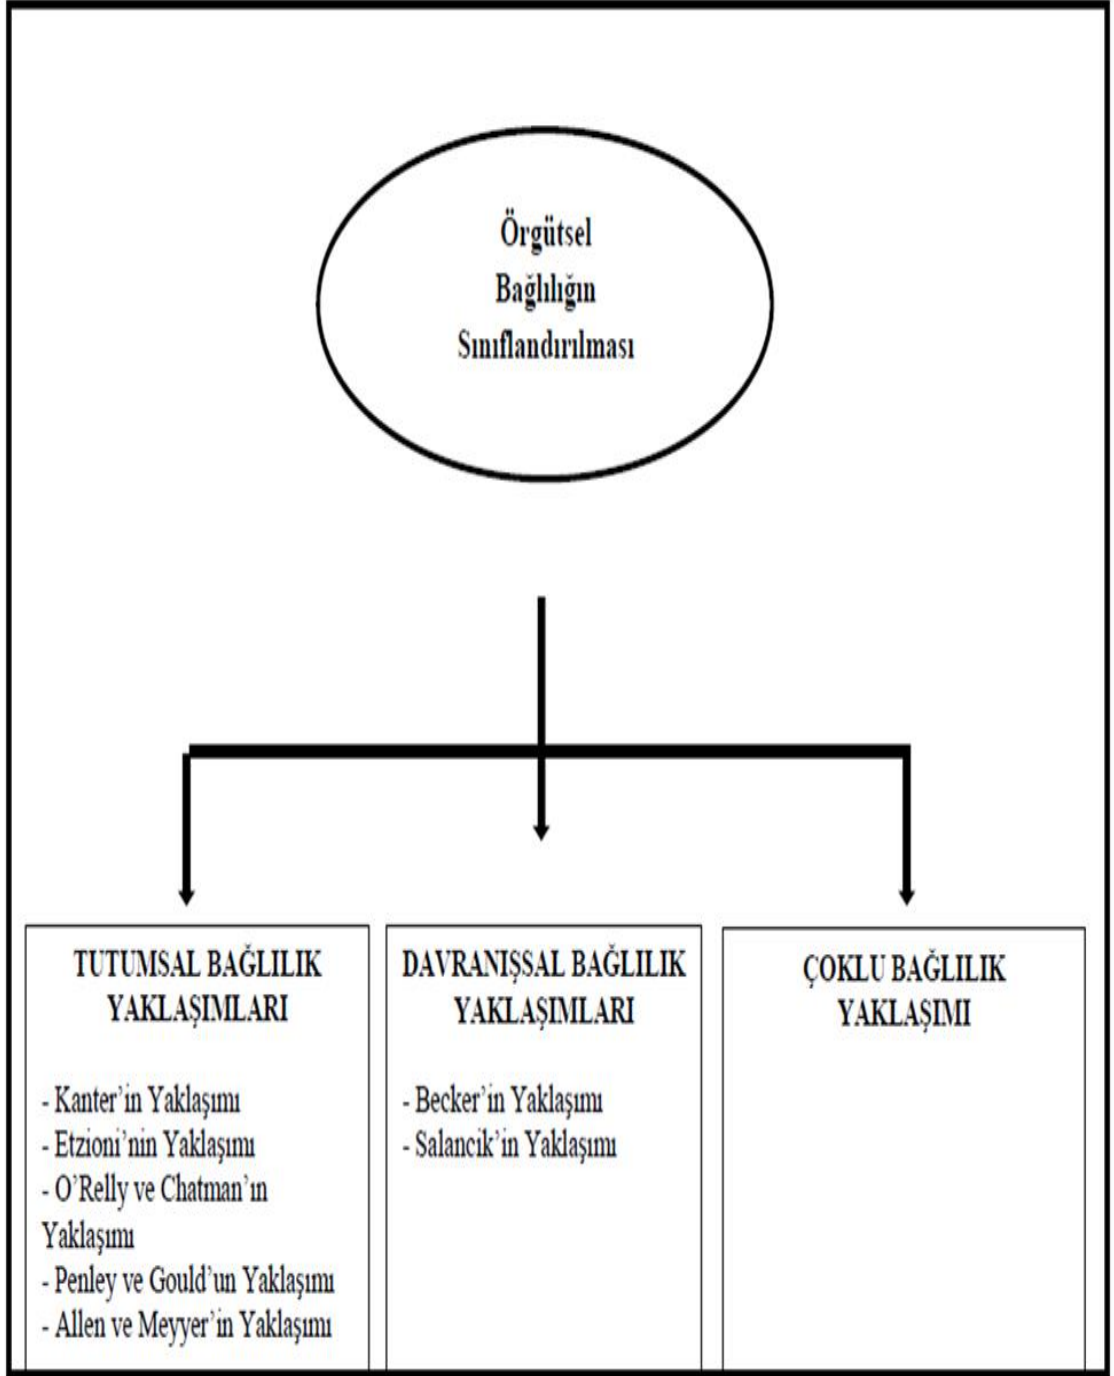 Örgütsel
Bağlılığın
Sınıflandırılması
TUTUMSAL BAĞLILIK
YAKLAŞIMLARI
- Kanter’in Yaklaşımı
- Etzioni’nin Yaklaşımı
- O’Relly ve Chatman’ın
Yaklaşımı
- Penley ve Gould’un Yaklaşımı
- Allen ve Meyyer’in Yaklaşımı
DAVRANIŞSAL BAĞLILIK
YAKLAŞIMLARI
- Becker’in Yaklaşımı
- Salancik’in Yaklaşımı
ÇOKLU BAĞLILIK
YAKLAŞIMI